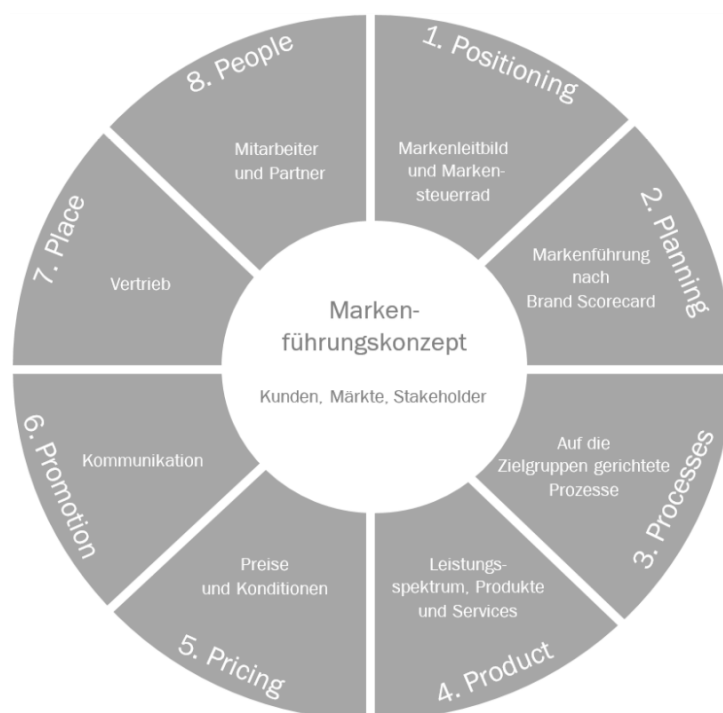 1. Positioning
Markenleitbild
und Marken-
steuerrad
2. Planning
Markenführung
nach
Brand Scorecard
3. Processes
Auf die
Zielgruppen gerichtete
Prozesse
4. Product
Leistungs-
spektrum, Produkte
und Services
5. Pricing
Preise
und Konditionen
6. Promotion
Kommunikation
7. Place
Vertrieb
8. People
Mitarbeiter
und Partner
Marken-
führungskonzept
Kunden, Märkte, Stakeholder